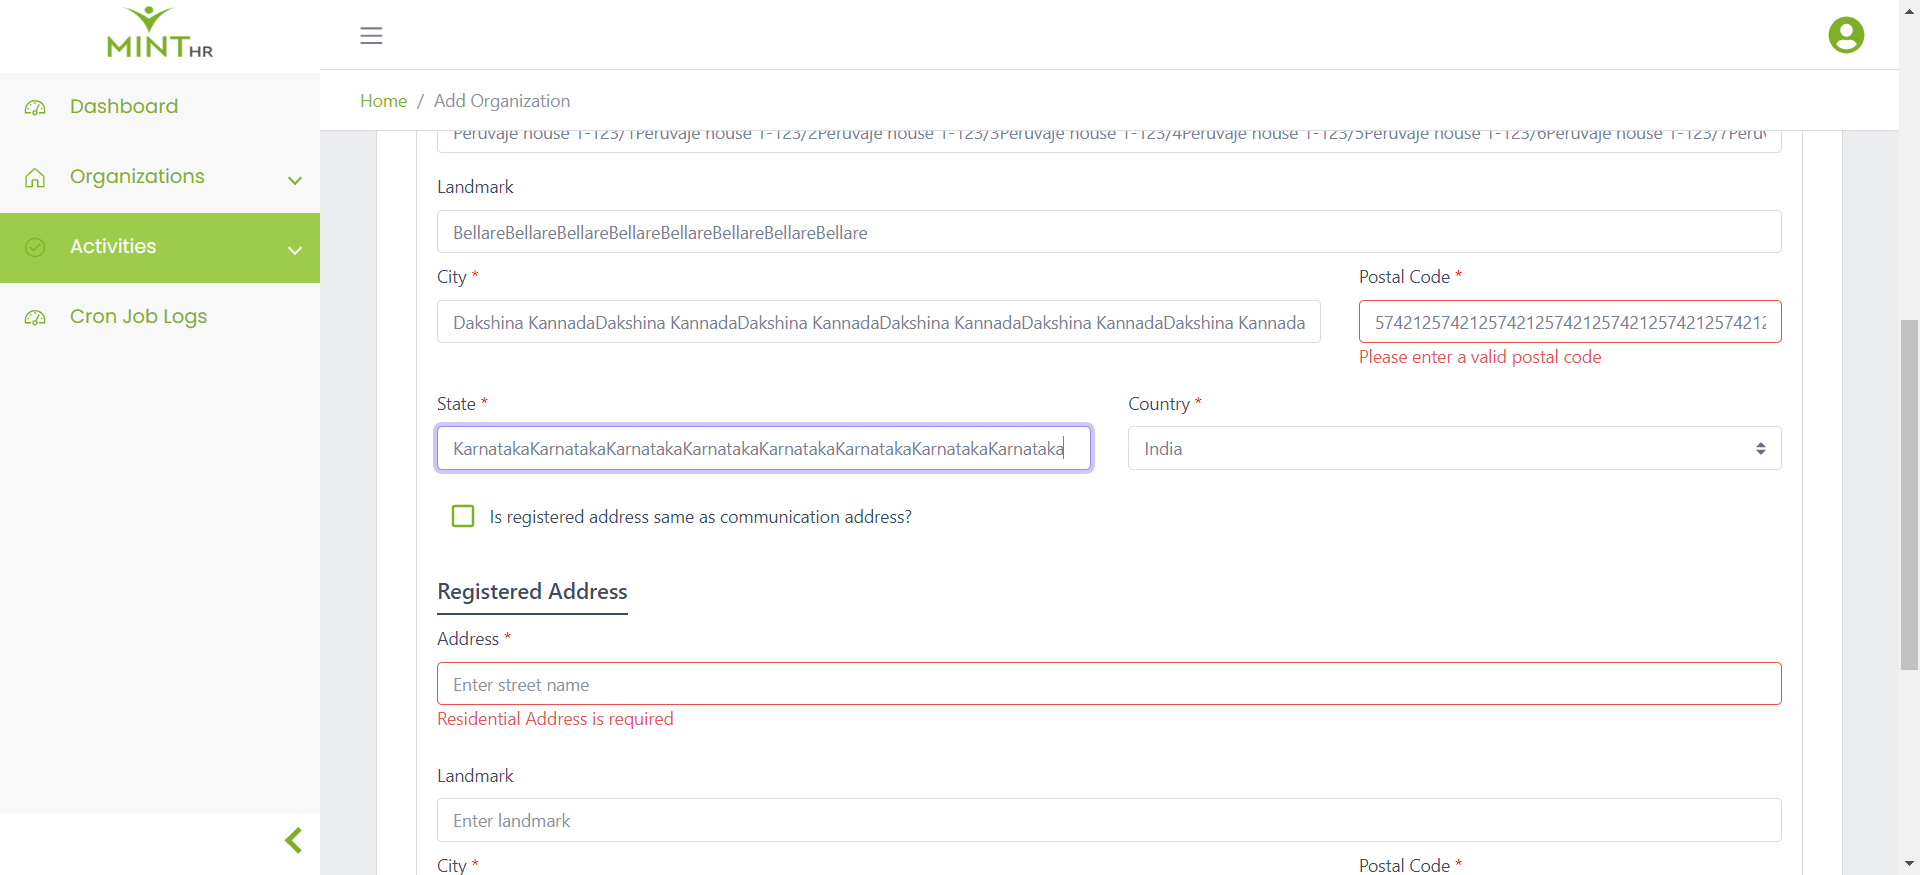 MINT HR
Dashboard
Organizations
Activities
Cron Job Logs
Home / Add Organization
Peruvaje house 1-123/1Peruvaje house 1-123/2Peruvaje house 1-123/3Peruvaje house 1-123/4Peruvaje house 1-123/5Peruvaje house 1-123/6Peruvaje house 1-123/7Peruv
Landmark
BellareBellareBellareBellareBellareBellareBellareBellare
City * Postal Code *
Dakshina KannadaDakshina KannadaDakshina KannadaDakshina KannadaDakshina KannadaDakshina Kannada 574212574212574212574212574212574212574212
Please enter a valid postal code
State * Country *
KarnatakaKarnatakaKarnatakaKarnatakaKarnatakaKarnatakaKarnatakaKarnataka India
Is registered address same as communication address?
Registered Address
Address *
Enter street name
Residential Address is required
Landmark
Enter landmark
City * Postal Code *